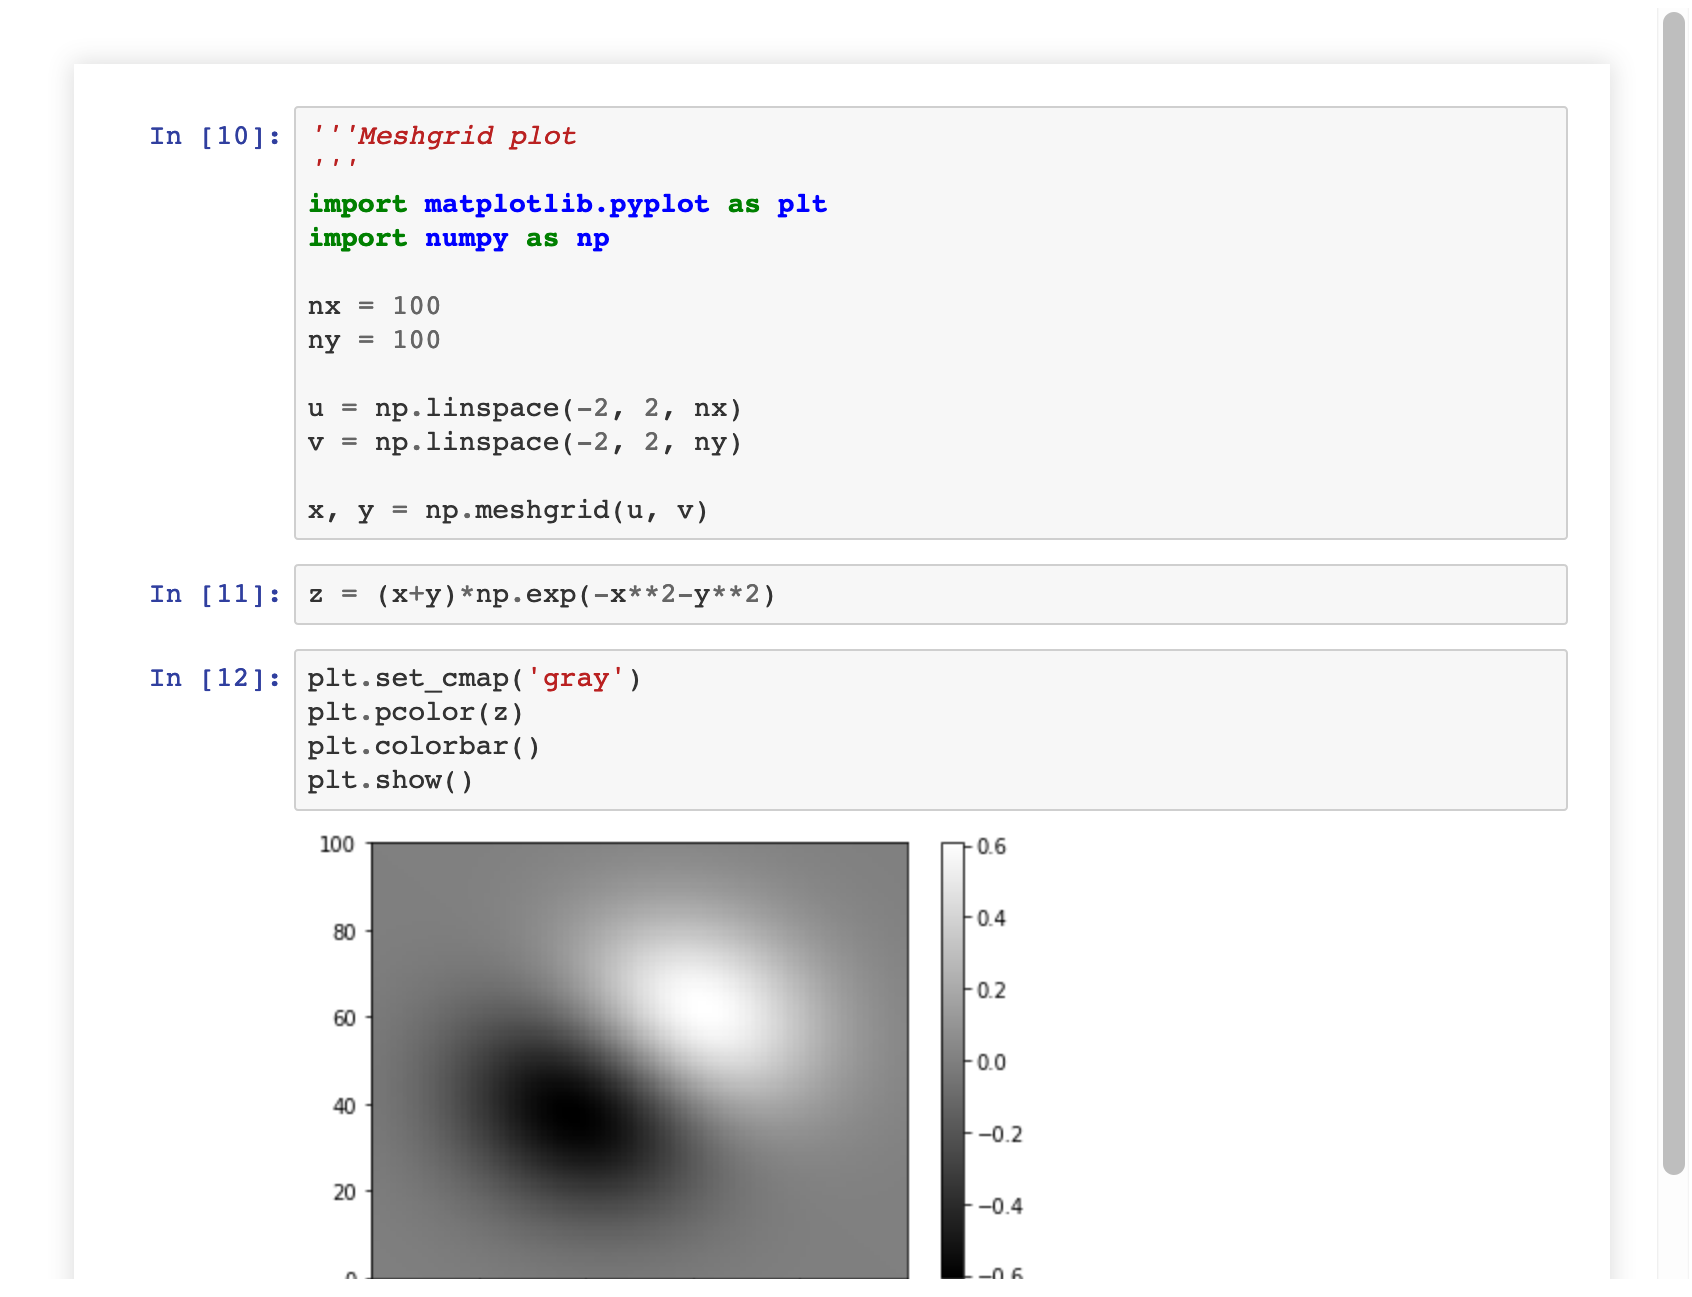 In [10]:
'''Meshgrid plot
'''
import matplotlib.pyplot as plt
import numpy as np
nx = 100
ny = 100
u = np.linspace(-2, 2, nx)
v = np.linspace(-2, 2, ny)
x, y = np.meshgrid(u, v)
In [11]:
z = (x+y)*np.exp(-x**2-y**2)
In [12]:
plt.set_cmap('gray')
plt.pcolor(z)
plt.colorbar()
plt.show()
100
80
60
40
20
0
0.6
0.4
0.2
0.0
−0.2
−0.4
−0.6